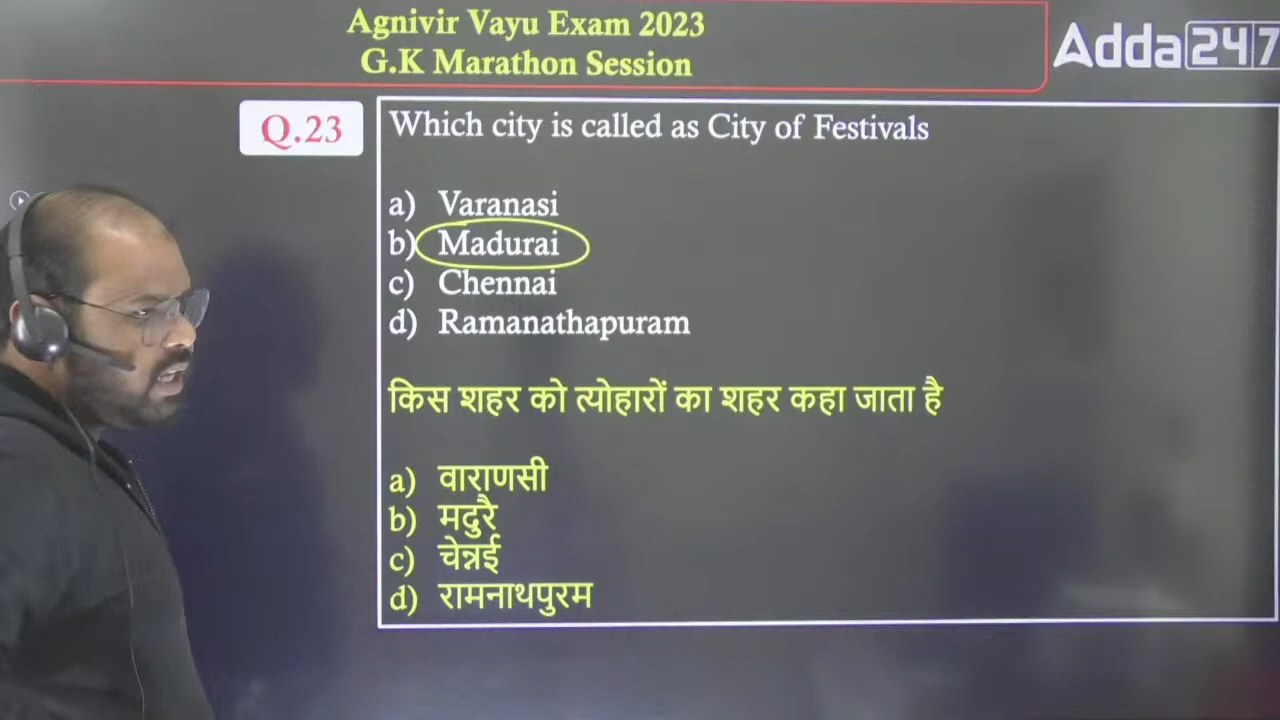 Agnivir Vayu Exam 2023
G.K Marathon Session
Adda247
Q.23
Which city is called as City of Festivals
a) Varanasi
b) Madurai
c) Chennai
d) Ramanathapuram
किस शहर को त्योहारों का शहर कहा जाता है
a) वाराणसी
b) मदुरै
c) चेन्नई
d) रामनाथपुरम